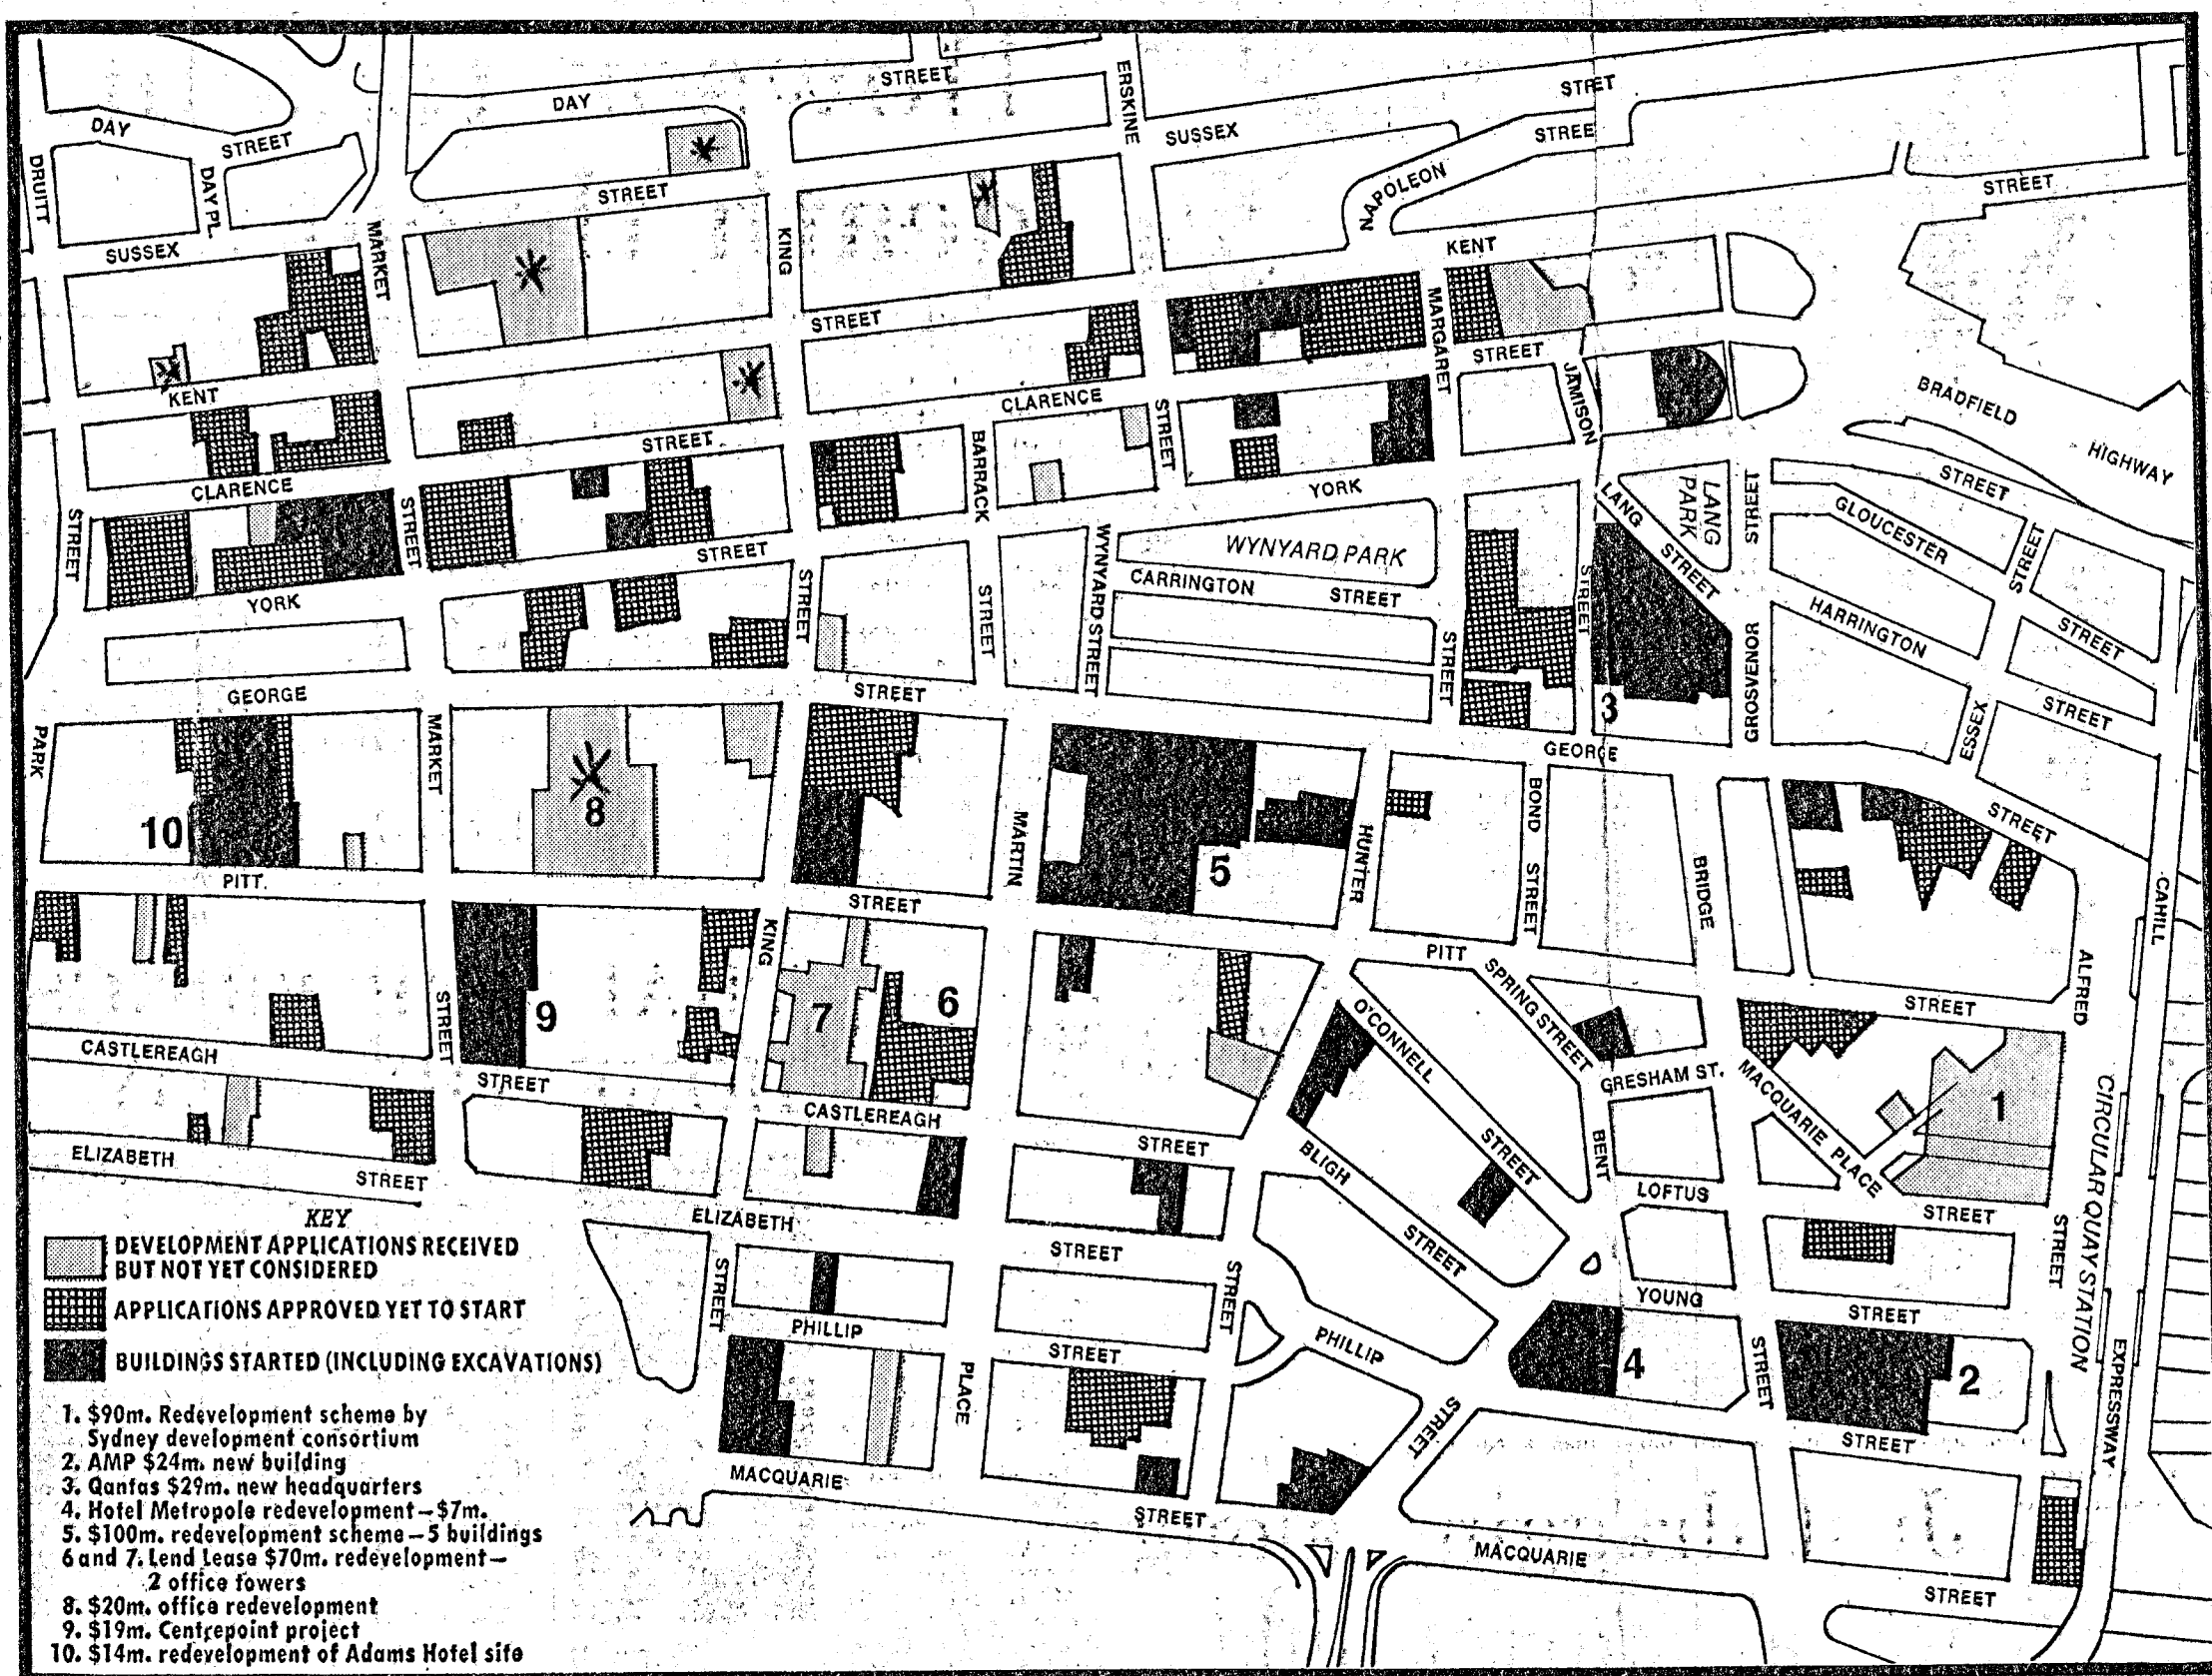 STREET
ERSKINE
STRET
DAY
DAY
STREET
SUSSEX
STREE
DRUITT
DAY PL.
STREET
NAPOLEON
STREET
SUSSEX
MARKET
KING
KENT
STREET
MARGARET
STREET
JAMISON
BRADFIELD
HIGHWAY
KENT
CLARENCE
STREET
STREET
BARRACK
CLARENCE
STREET
YORK
LANG
STREET
LANG PARK
STREET
STREET
GLOUCESTER
STREET
STREET
WYNYARD PARK
STREET
YORK
STREET
STREET
WYNYARD STREET
CARRINGTON
STREET
STREET
STREET
HARRINGTON
STREET
GEORGE
STREET
3
GROSVENOR
STREET
PARK
MARKET
GEORGE
ESSEX
10
8
MARTIN
5
HUNTER
BOND
STREET
BRIDGE
STREET
CAHILL
PITT.
STREET
KING
PITT
SPRING STREET
ALFRED
STREET
STREET
9
7
6
O'CONNELL
STREET
GRESHAM ST.
MACQUARIE PLACE
1
CIRCULAR QUAY STATION
CASTLEREAGH
STREET
CASTLEREAGH
STREET
BLIGH
STREET
BENT
ELIZABETH
STREET
LOFTUS
STREET
STREET
ELIZABETH
STREET
STREET
STREET
YOUNG
STREET
PHILLIP
STREET
PHILLIP
4
STREET
2
EXPRESSWAY
PLACE
STREET
STREET
MACQUARIE
STREET
MACQUARIE
STREET
KEY
DEVELOPMENT APPLICATIONS RECEIVED
BUT NOT YET CONSIDERED
APPLICATIONS APPROVED YET TO START
BUILDINGS STARTED (INCLUDING EXCAVATIONS)
1. $90m. Redevelopment scheme by
Sydney development consortium
2. AMP $24m. new building
3. Qantas $29m. new headquarters
4. Hotel Metropole redevelopment—$7m.
5. $100m. redevelopment scheme—5 buildings
6 and 7. Lend Lease $70m. redevelopment—
2 office towers
8. $20m. office redevelopment
9. $19m. Centrepoint project
10. $14m. redevelopment of Adams Hotel site